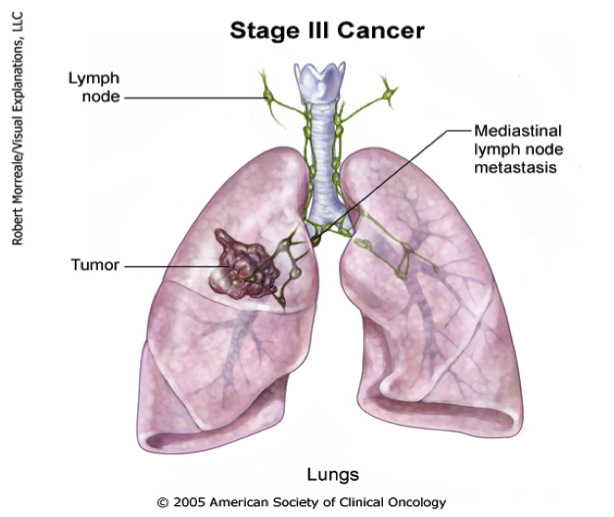 Stage III Cancer
Robert Morreale/Visual Explanations, LLC
Lymph
node
Mediastinal
lymph node
metastasis
Tumor
Lungs
© 2005 American Society of Clinical Oncology